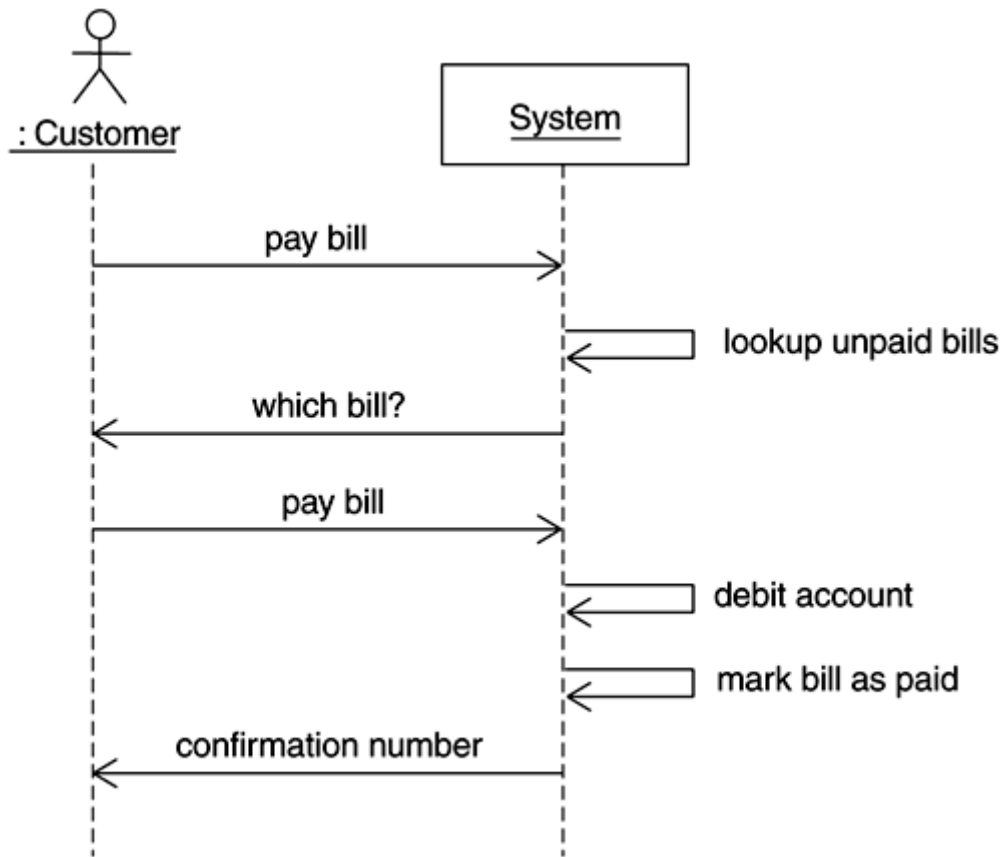 : Customer
System
pay bill
lookup unpaid bills
which bill?
pay bill
debit account
mark bill as paid
confirmation number